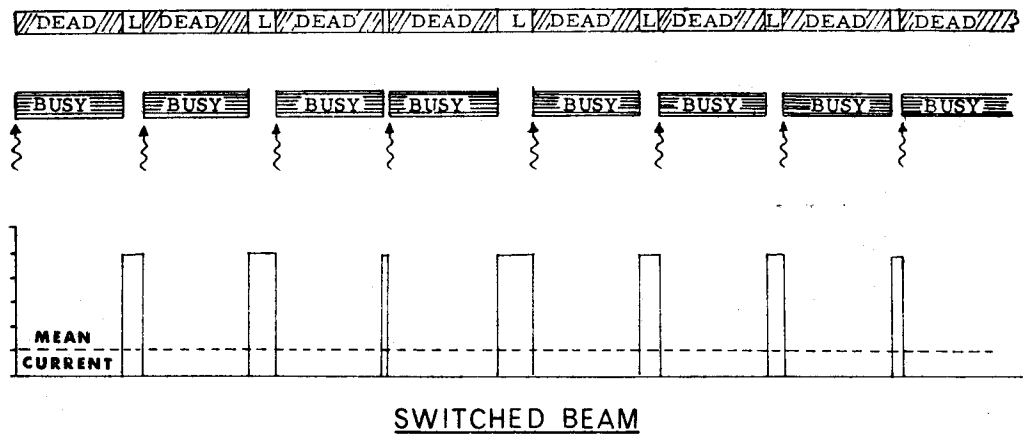 DEAD L DEAD L DEAD DEAD L DEAD L DEAD L DEAD DEAD
BUSY BUSY BUSY BUSY BUSY BUSY BUSY BUSY
MEAN
CURRENT
SWITCHED BEAM